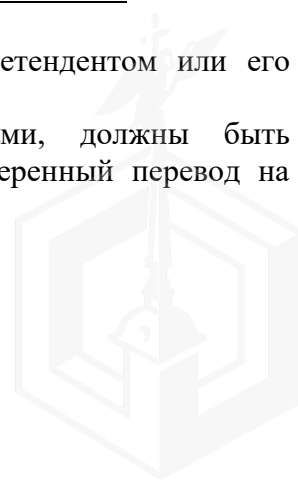 етендентом или его
ми, должны быть
еренный перевод на